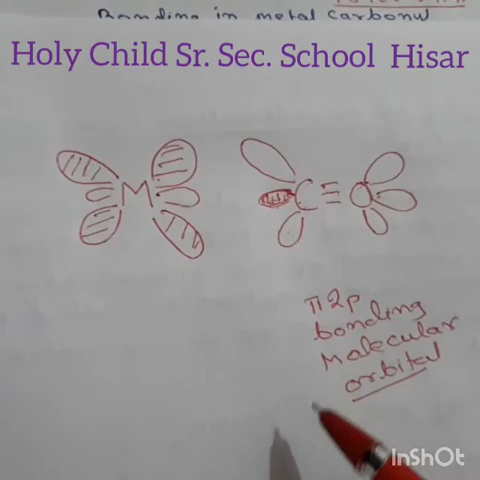 Bonding in metal carbonyl
Holy Child Sr. Sec. School Hisar
M
C ≡ O
π2p
bonding
Molecular
orbital
InShOt